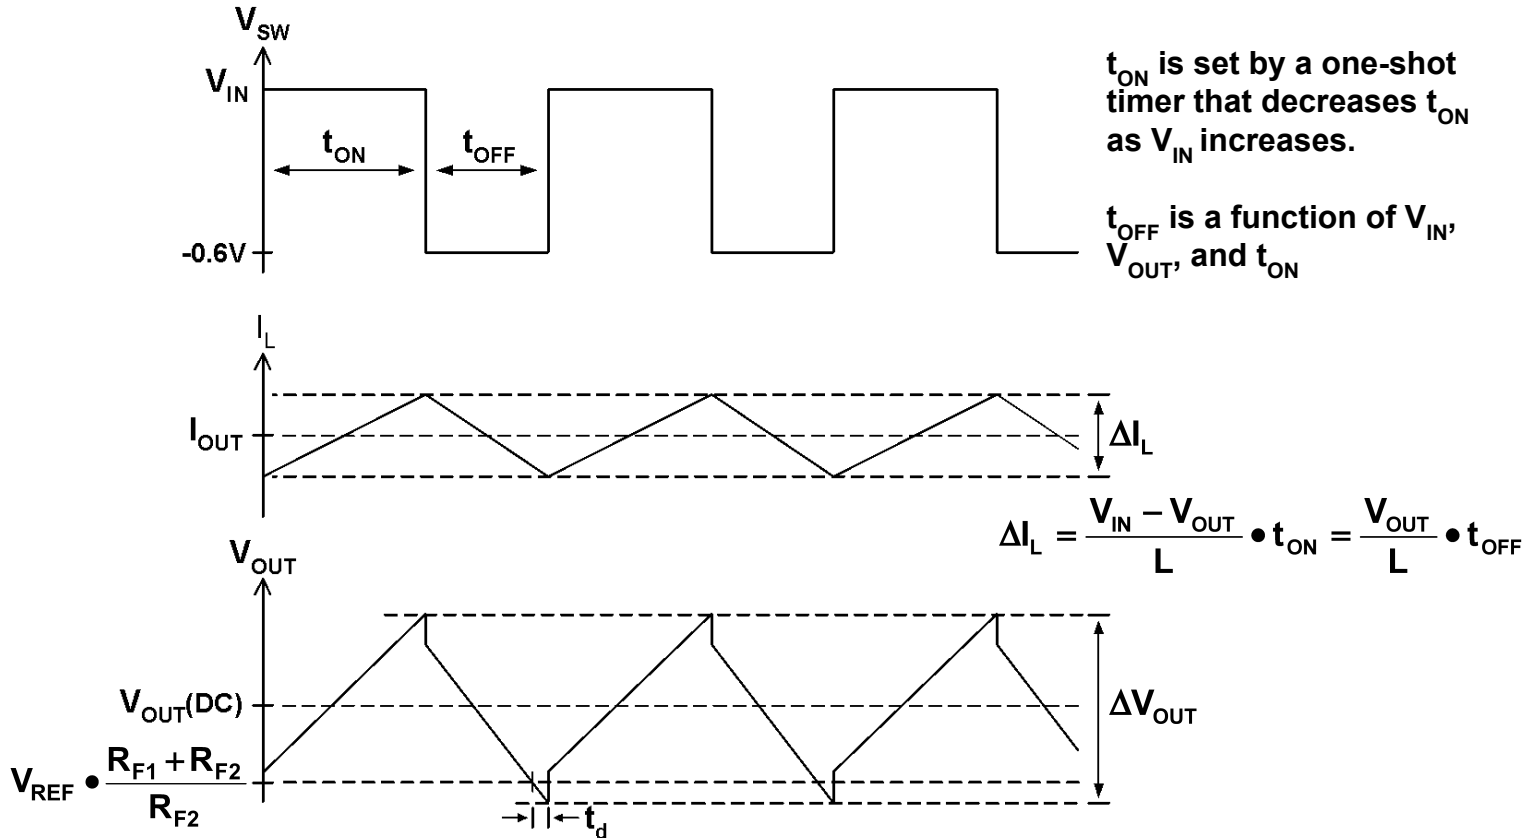 V_SW
V_IN
t_ON
t_OFF
-0.6V
t_ON is set by a one-shot
timer that decreases t_ON
as V_IN increases.
t_OFF is a function of V_IN,
V_OUT, and t_ON
I_L
I_OUT
ΔI_L
ΔI_L = (V_IN − V_OUT)/L • t_ON = V_OUT/L • t_OFF
V_OUT
V_OUT(DC)
ΔV_OUT
V_REF • (R_F1 + R_F2)/R_F2
t_d